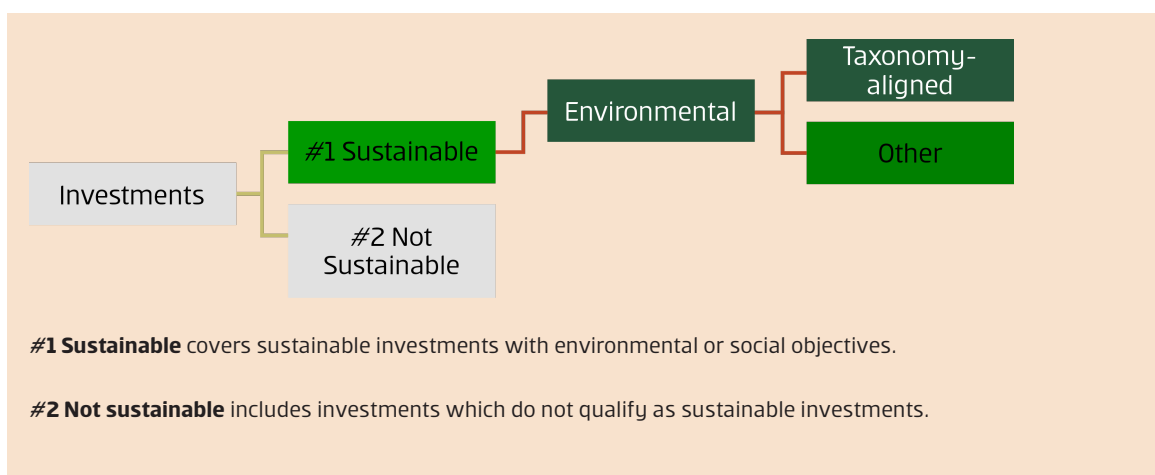 Taxonomy-
aligned
Environmental
#1 Sustainable
Other
Investments
#2 Not
Sustainable
#1 Sustainable covers sustainable investments with environmental or social objectives.
#2 Not sustainable includes investments which do not qualify as sustainable investments.